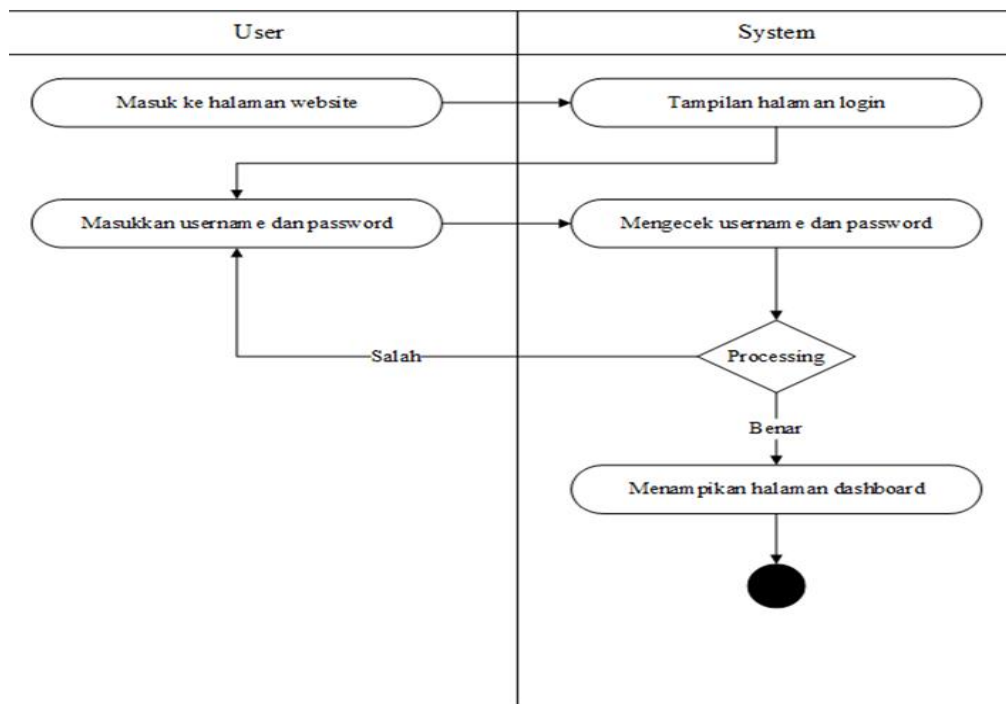 User
System
Masuk ke halaman website
Tampilan halaman login
Masukkan username dan password
Mengecek username dan password
Salah
Processing
Benar
Menampikan halaman dashboard